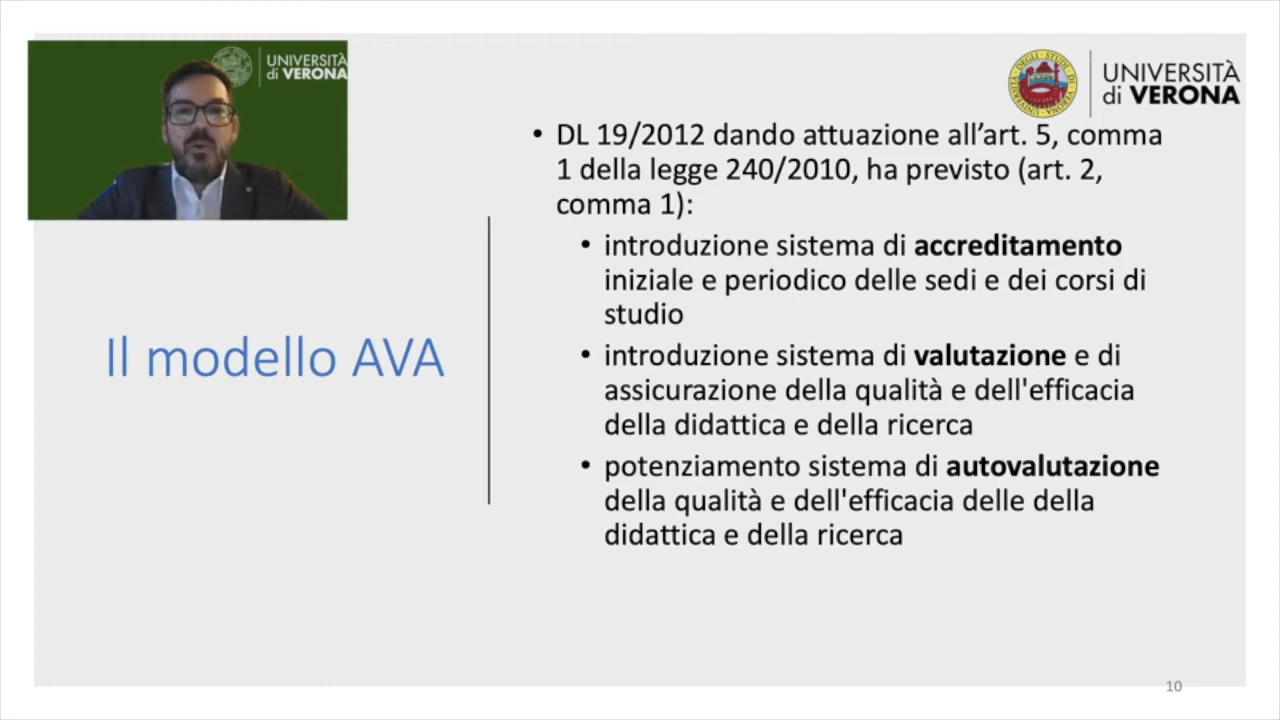 UNIVERSITÀ
di VERONA
UNIVERSITÀ
di VERONA
Il modello AVA
• DL 19/2012 dando attuazione all’art. 5, comma
1 della legge 240/2010, ha previsto (art. 2,
comma 1):
• introduzione sistema di accreditamento
iniziale e periodico delle sedi e dei corsi di
studio
• introduzione sistema di valutazione e di
assicurazione della qualità e dell'efficacia
della didattica e della ricerca
• potenziamento sistema di autovalutazione
della qualità e dell'efficacia delle della
didattica e della ricerca
10